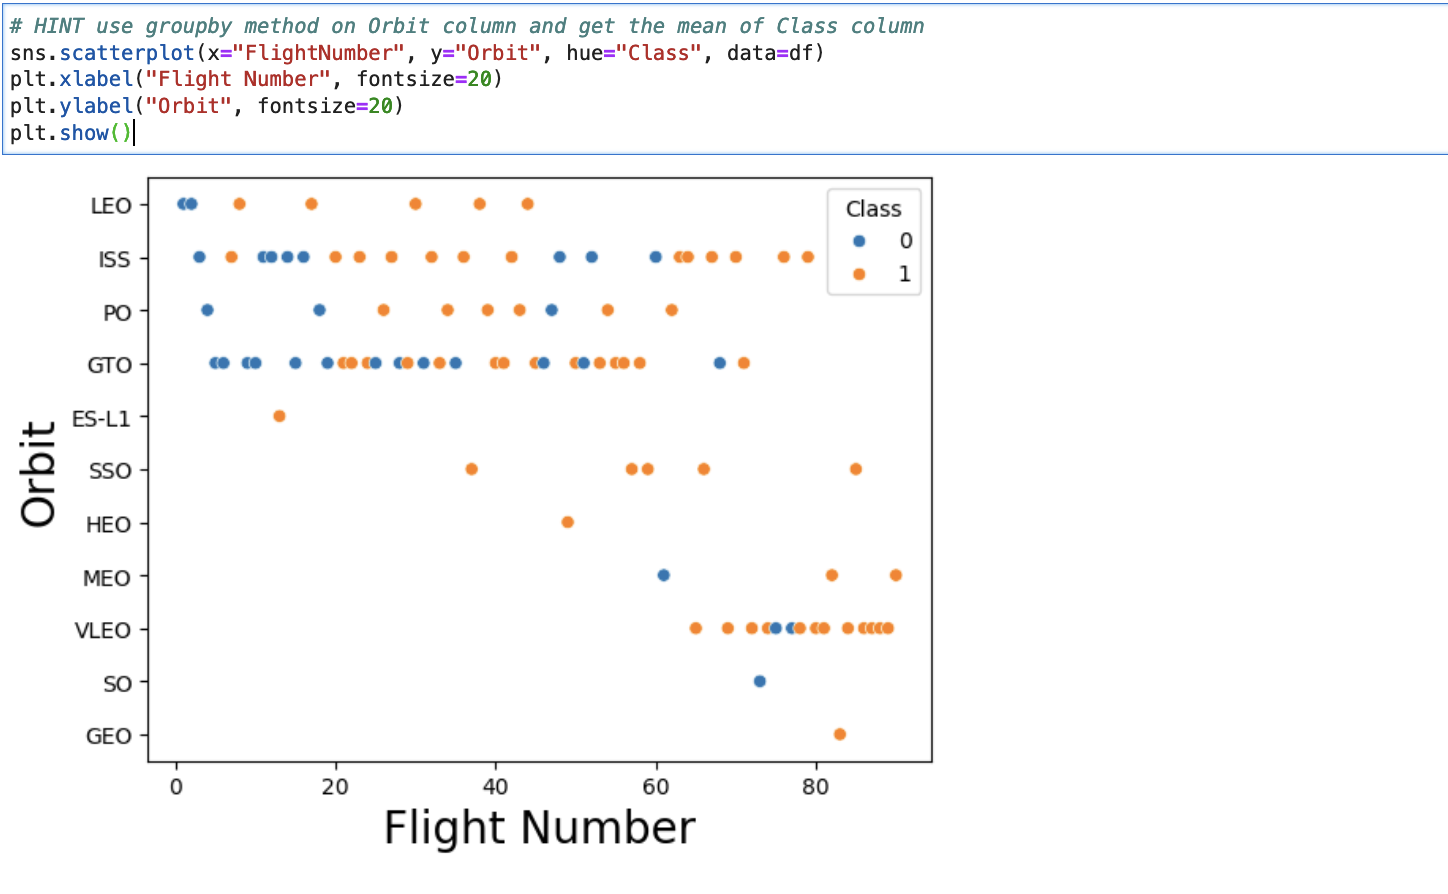 # HINT use groupby method on Orbit column and get the mean of Class column
sns.scatterplot(x="FlightNumber", y="Orbit", hue="Class", data=df)
plt.xlabel("Flight Number", fontsize=20)
plt.ylabel("Orbit", fontsize=20)
plt.show()
LEO
ISS
PO
GTO
ES-L1
SSO
HEO
MEO
VLEO
SO
GEO
Orbit
Class
0
1
0 20 40 60 80
Flight Number